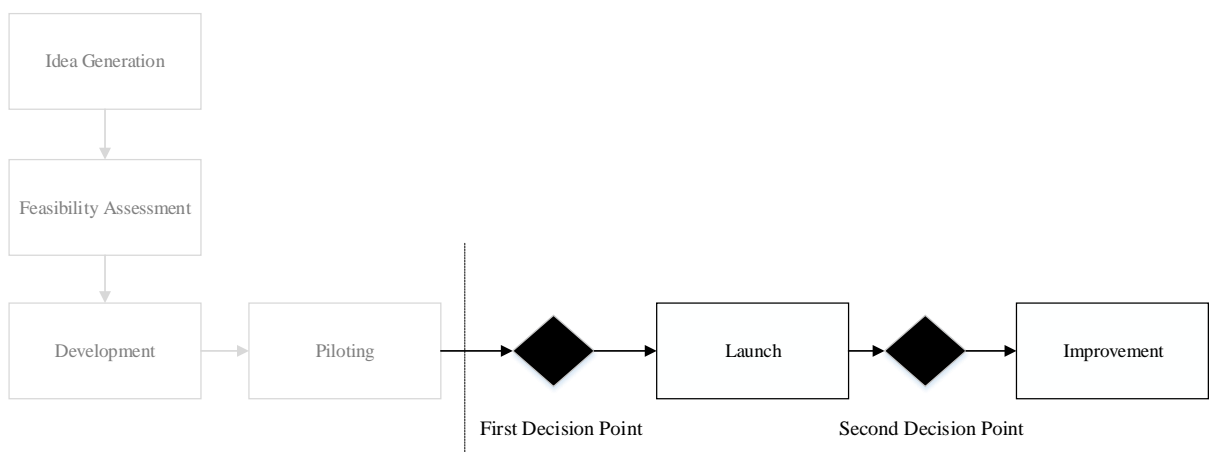 Idea Generation
Feasibility Assessment
Development
Piloting
Launch
Improvement
First Decision Point
Second Decision Point